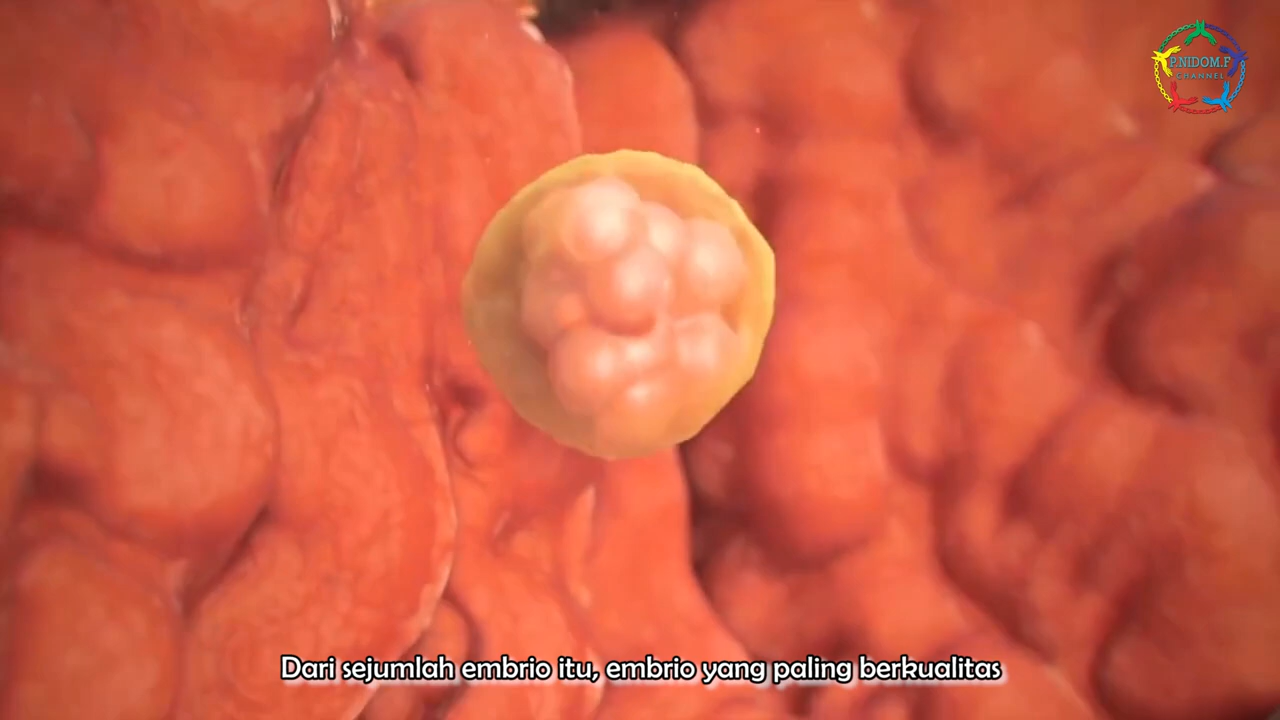 P.NIDOM.F
CHANNEL
Dari sejumlah embrio itu, embrio yang paling berkualitas